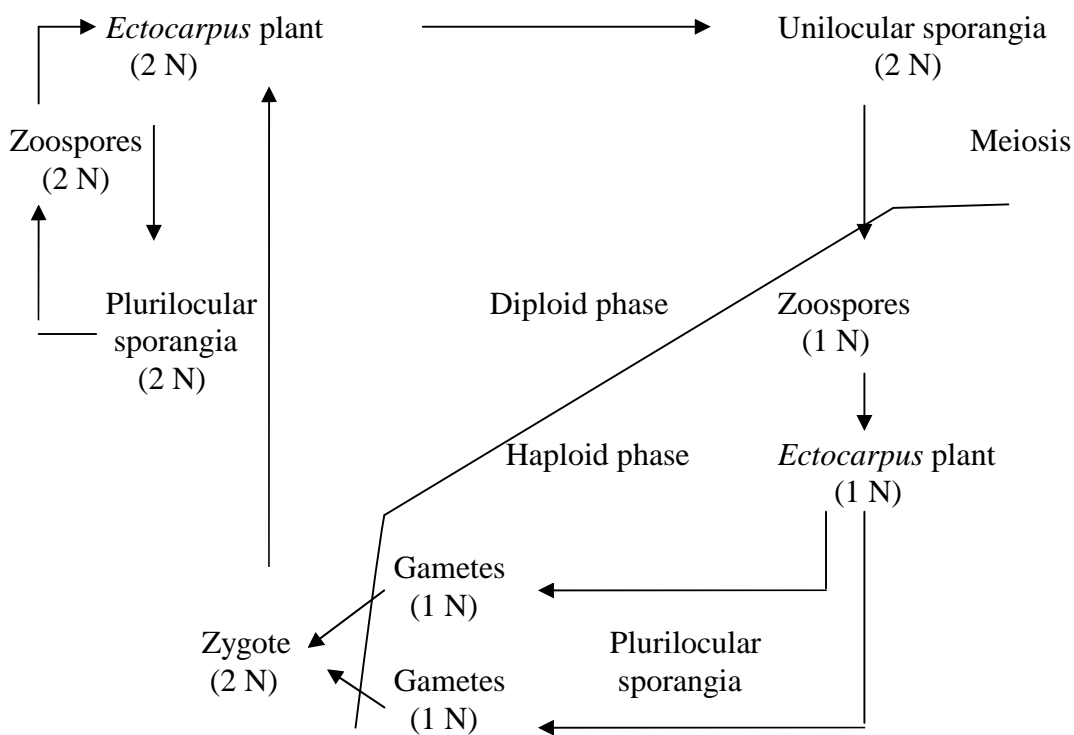 Ectocarpus plant
(2 N)
Unilocular sporangia
(2 N)
Zoospores
(2 N)
Meiosis
Plurilocular
sporangia
(2 N)
Diploid phase
Zoospores
(1 N)
Haploid phase
Ectocarpus plant
(1 N)
Gametes
(1 N)
Zygote
(2 N)
Plurilocular
sporangia
Gametes
(1 N)